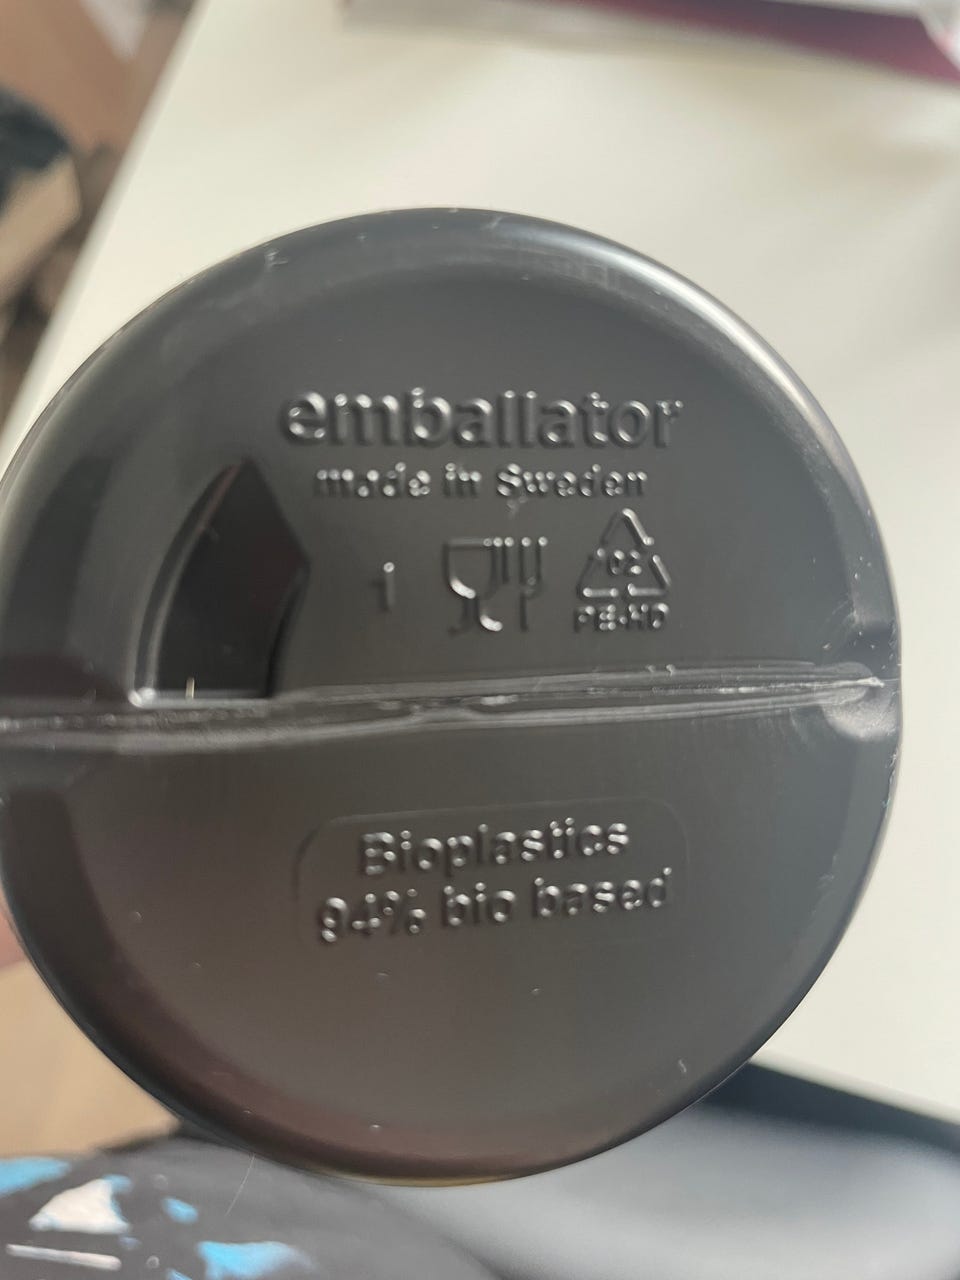 emballator
made in Sweden
1
02
PE-HD
Bioplastics
94% bio based